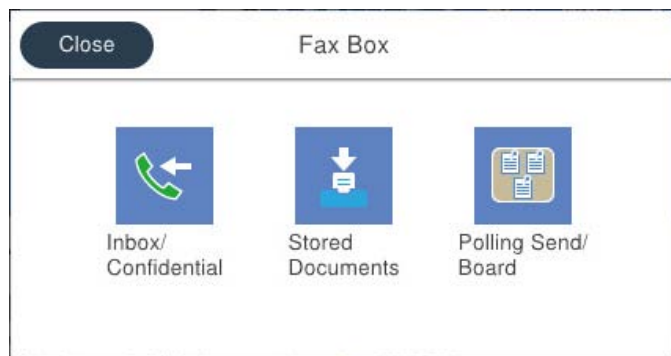 Close
Fax Box
Inbox/
Confidential
Stored
Documents
Polling Send/
Board